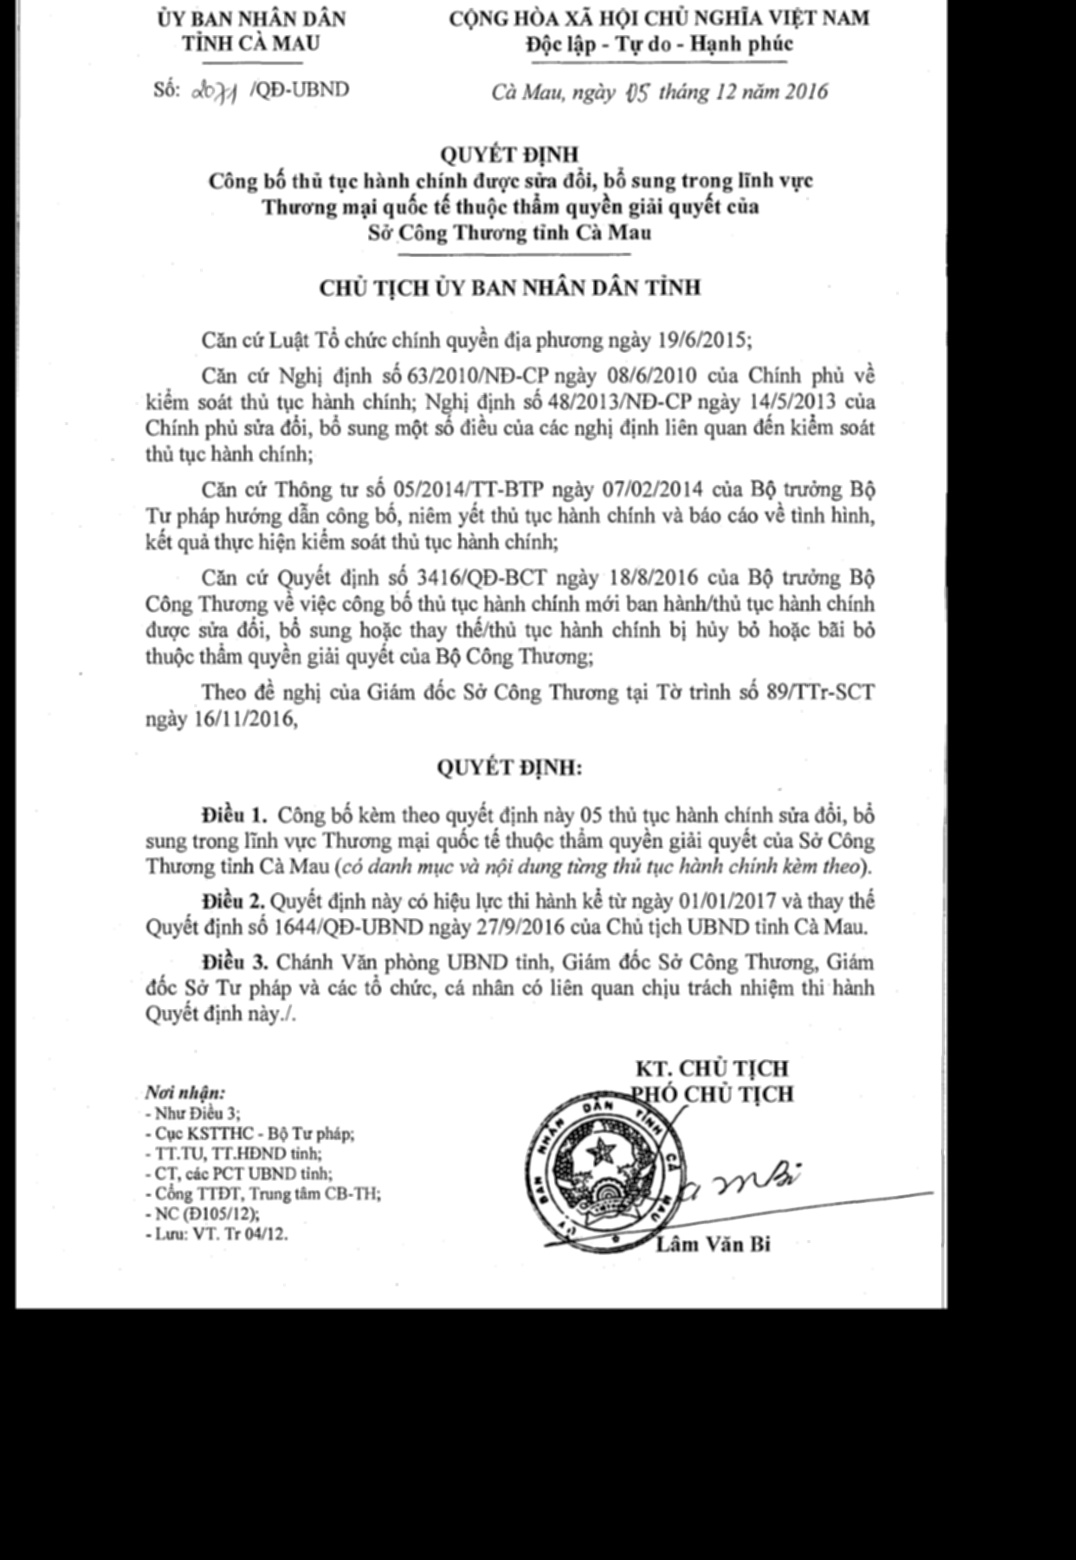 ỦY BAN NHÂN DÂN
TỈNH CÀ MAU
CỘNG HÒA XÃ HỘI CHỦ NGHĨA VIỆT NAM
Độc lập - Tự do - Hạnh phúc
Số: 2071 /QĐ-UBND
Cà Mau, ngày 05 tháng 12 năm 2016
QUYẾT ĐỊNH
Công bố thủ tục hành chính được sửa đổi, bổ sung trong lĩnh vực
Thương mại quốc tế thuộc thẩm quyền giải quyết của
Sở Công Thương tỉnh Cà Mau
CHỦ TỊCH ỦY BAN NHÂN DÂN TỈNH
Căn cứ Luật Tổ chức chính quyền địa phương ngày 19/6/2015;
Căn cứ Nghị định số 63/2010/NĐ-CP ngày 08/6/2010 của Chính phủ về
kiểm soát thủ tục hành chính; Nghị định số 48/2013/NĐ-CP ngày 14/5/2013 của
Chính phủ sửa đổi, bổ sung một số điều của các nghị định liên quan đến kiểm soát
thủ tục hành chính;
Căn cứ Thông tư số 05/2014/TT-BTP ngày 07/02/2014 của Bộ trưởng Bộ
Tư pháp hướng dẫn công bố, niêm yết thủ tục hành chính và báo cáo về tình hình,
kết quả thực hiện kiểm soát thủ tục hành chính;
Căn cứ Quyết định số 3416/QĐ-BCT ngày 18/8/2016 của Bộ trưởng Bộ
Công Thương về việc công bố thủ tục hành chính mới ban hành/thủ tục hành chính
được sửa đổi, bổ sung hoặc thay thế/thủ tục hành chính bị hủy bỏ hoặc bãi bỏ
thuộc thẩm quyền giải quyết của Bộ Công Thương;
Theo đề nghị của Giám đốc Sở Công Thương tại Tờ trình số 89/TTr-SCT
ngày 16/11/2016,
QUYẾT ĐỊNH:
Điều 1. Công bố kèm theo quyết định này 05 thủ tục hành chính sửa đổi, bổ
sung trong lĩnh vực Thương mại quốc tế thuộc thẩm quyền giải quyết của Sở Công
Thương tỉnh Cà Mau (có danh mục và nội dung từng thủ tục hành chính kèm theo).
Điều 2. Quyết định này có hiệu lực thi hành kể từ ngày 01/01/2017 và thay thế
Quyết định số 1644/QĐ-UBND ngày 27/9/2016 của Chủ tịch UBND tỉnh Cà Mau.
Điều 3. Chánh Văn phòng UBND tỉnh, Giám đốc Sở Công Thương, Giám
đốc Sở Tư pháp và các tổ chức, cá nhân có liên quan chịu trách nhiệm thi hành
Quyết định này./.
Nơi nhận:
- Như Điều 3;
- Cục KSTTHC - Bộ Tư pháp;
- TT.TU, TT.HĐND tỉnh;
- CT, các PCT UBND tỉnh;
- Cổng TTĐT, Trung tâm CB-TH;
- NC (Đ105/12);
- Lưu: VT. Tr 04/12.
KT. CHỦ TỊCH
PHÓ CHỦ TỊCH
ỦY BAN NHÂN DÂN TỈNH CÀ MAU
Lâm Văn Bi